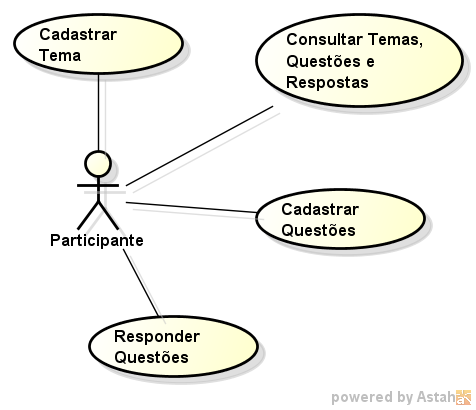 Cadastrar
Tema
Consultar Temas,
Questões e
Respostas
Participante
Cadastrar
Questões
Responder
Questões
powered by Astah